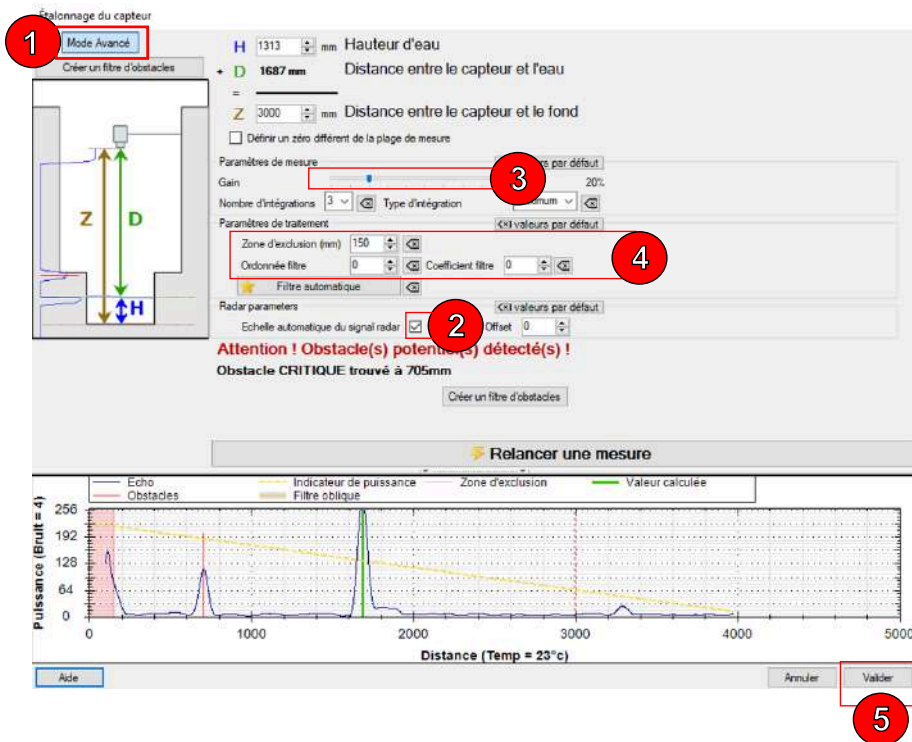 Étalonnage du capteur
1
Mode Avancé
Créer un filtre d'obstacles
H 1313 mm Hauteur d'eau
+ D 1687 mm Distance entre le capteur et l'eau
=
Z 3000 mm Distance entre le capteur et le fond
Définir un zéro différent de la plage de mesure
Z
D
H
Paramètres de mesure
par défaut
Gain
3
20%
Nombre d'intégrations 3 Type d'intégration
Paramètres de traitement valeurs par défaut
Zone d'exclusion (mm) 150
4
Ordonnée filtre 0 Coefficient filtre 0
Filtre automatique
Radar parameters valeurs par défaut
Echelle automatique du signal radar 2 Offset 0
Attention ! Obstacle(s) détecté(s) !
Obstacle CRITIQUE trouvé à 705mm
Créer un filtre d'obstacles
Relancer une mesure
Echo Indicateur de puissance Zone d'exclusion Valeur calculée
Obstacles Filtre oblique
Puissance (Bruit = 4)
256
192
128
64
0
0 1000 2000 3000 4000 5000
Distance (Temp = 23°c)
Aide Annuler Valider
5